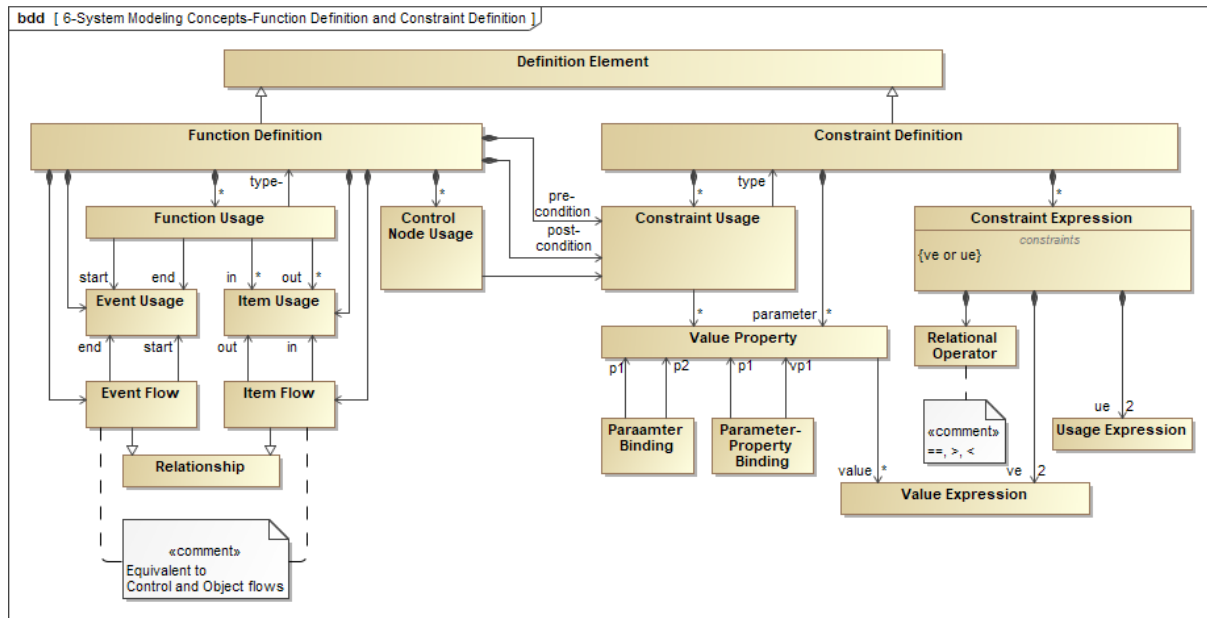 bdd [ 6-System Modeling Concepts-Function Definition and Constraint Definition ]
Definition Element
Function Definition
Constraint Definition
*
type-
*
pre-
condition
post-
condition
*
type
*
Function Usage
Control
Node Usage
Constraint Usage
Constraint Expression
constraints
{ve or ue}
start
end
in
*
out
*
Event Usage
Item Usage
*
parameter
*
end
start
out
in
Value Property
Relational
Operator
p1
p2
p1
vp1
Event Flow
Item Flow
«comment»
==, >, <
ue
2
Paraamter
Binding
Parameter-
Property
Binding
Usage Expression
Relationship
value
*
ve
2
Value Expression
«comment»
Equivalent to
Control and Object flows